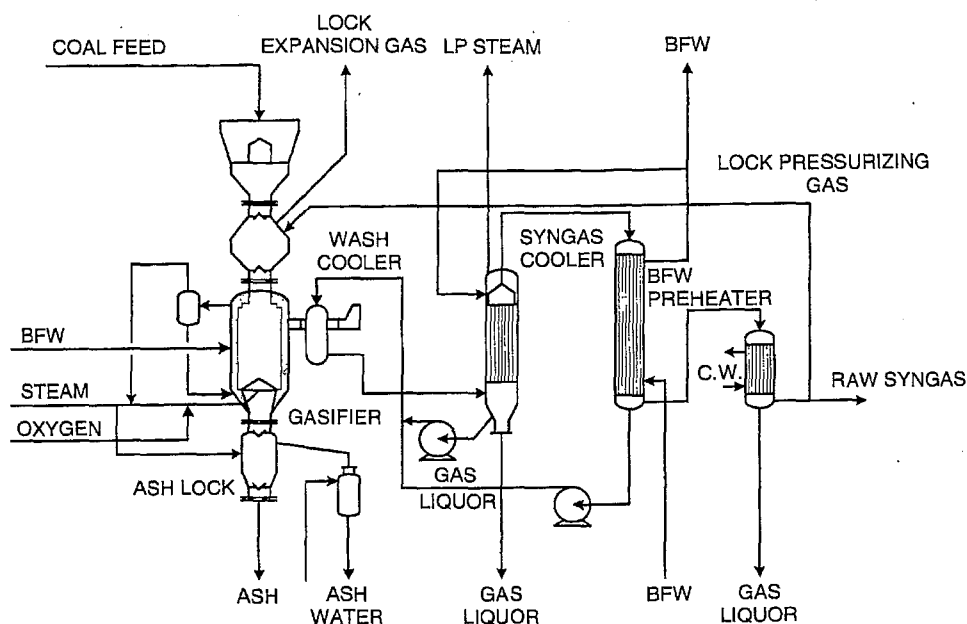 COAL FEED
LOCK
EXPANSION GAS
LP STEAM
BFW
LOCK PRESSURIZING
GAS
WASH
COOLER
SYNGAS
COOLER
BFW
PREHEATER
BFW
STEAM
OXYGEN
GASIFIER
C.W.
RAW SYNGAS
ASH LOCK
GAS
LIQUOR
ASH
ASH
WATER
GAS
LIQUOR
BFW
GAS
LIQUOR